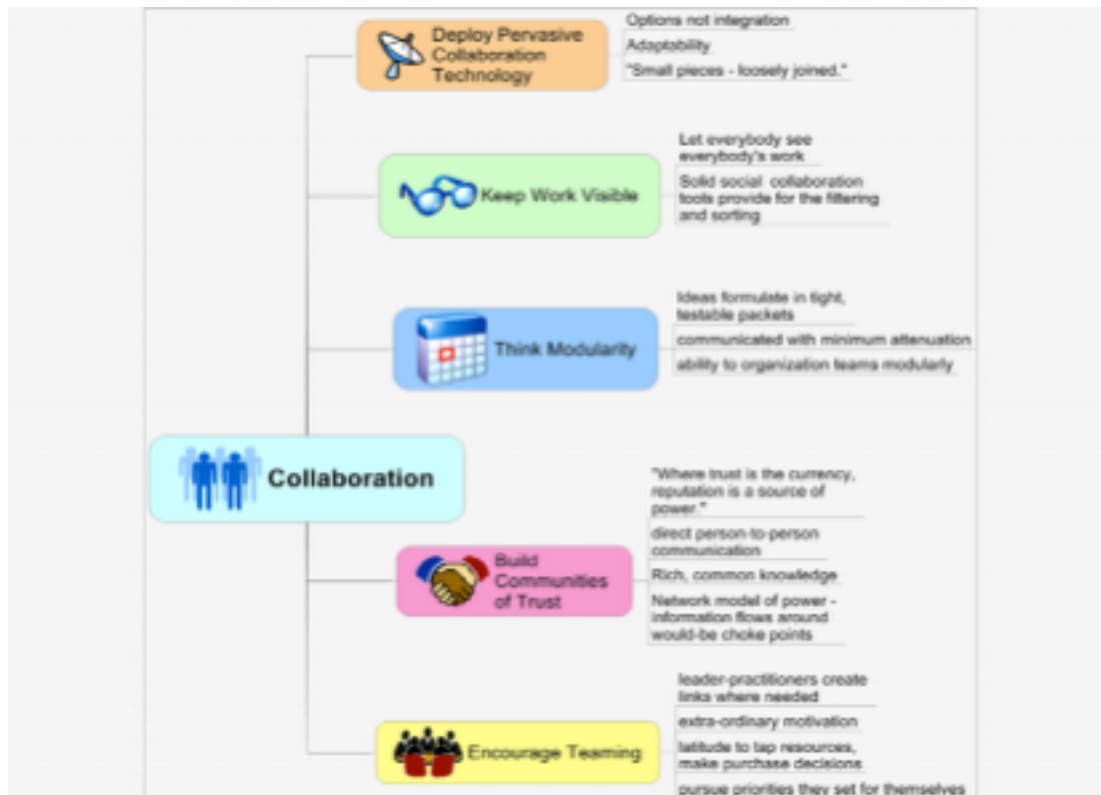 Deploy Pervasive
Collaboration
Technology
Options not integration
Adaptability
"Small pieces - loosely joined."
Keep Work Visible
Let everybody see
everybody's work
Solid social collaboration
tools provide for the filtering
and sorting
Think Modularity
Ideas formulate in tight,
testable packets
communicated with minimum attenuation
ability to organization teams modularly
Collaboration
Build
Communities
of Trust
"Where trust is the currency,
reputation is a source of
power."
direct person-to-person
communication
Rich, common knowledge
Network model of power -
information flows around
would-be choke points
Encourage Teaming
leader-practitioners create
links where needed
extra-ordinary motivation
latitude to tap resources,
make purchase decisions
pursue priorities they set for themselves